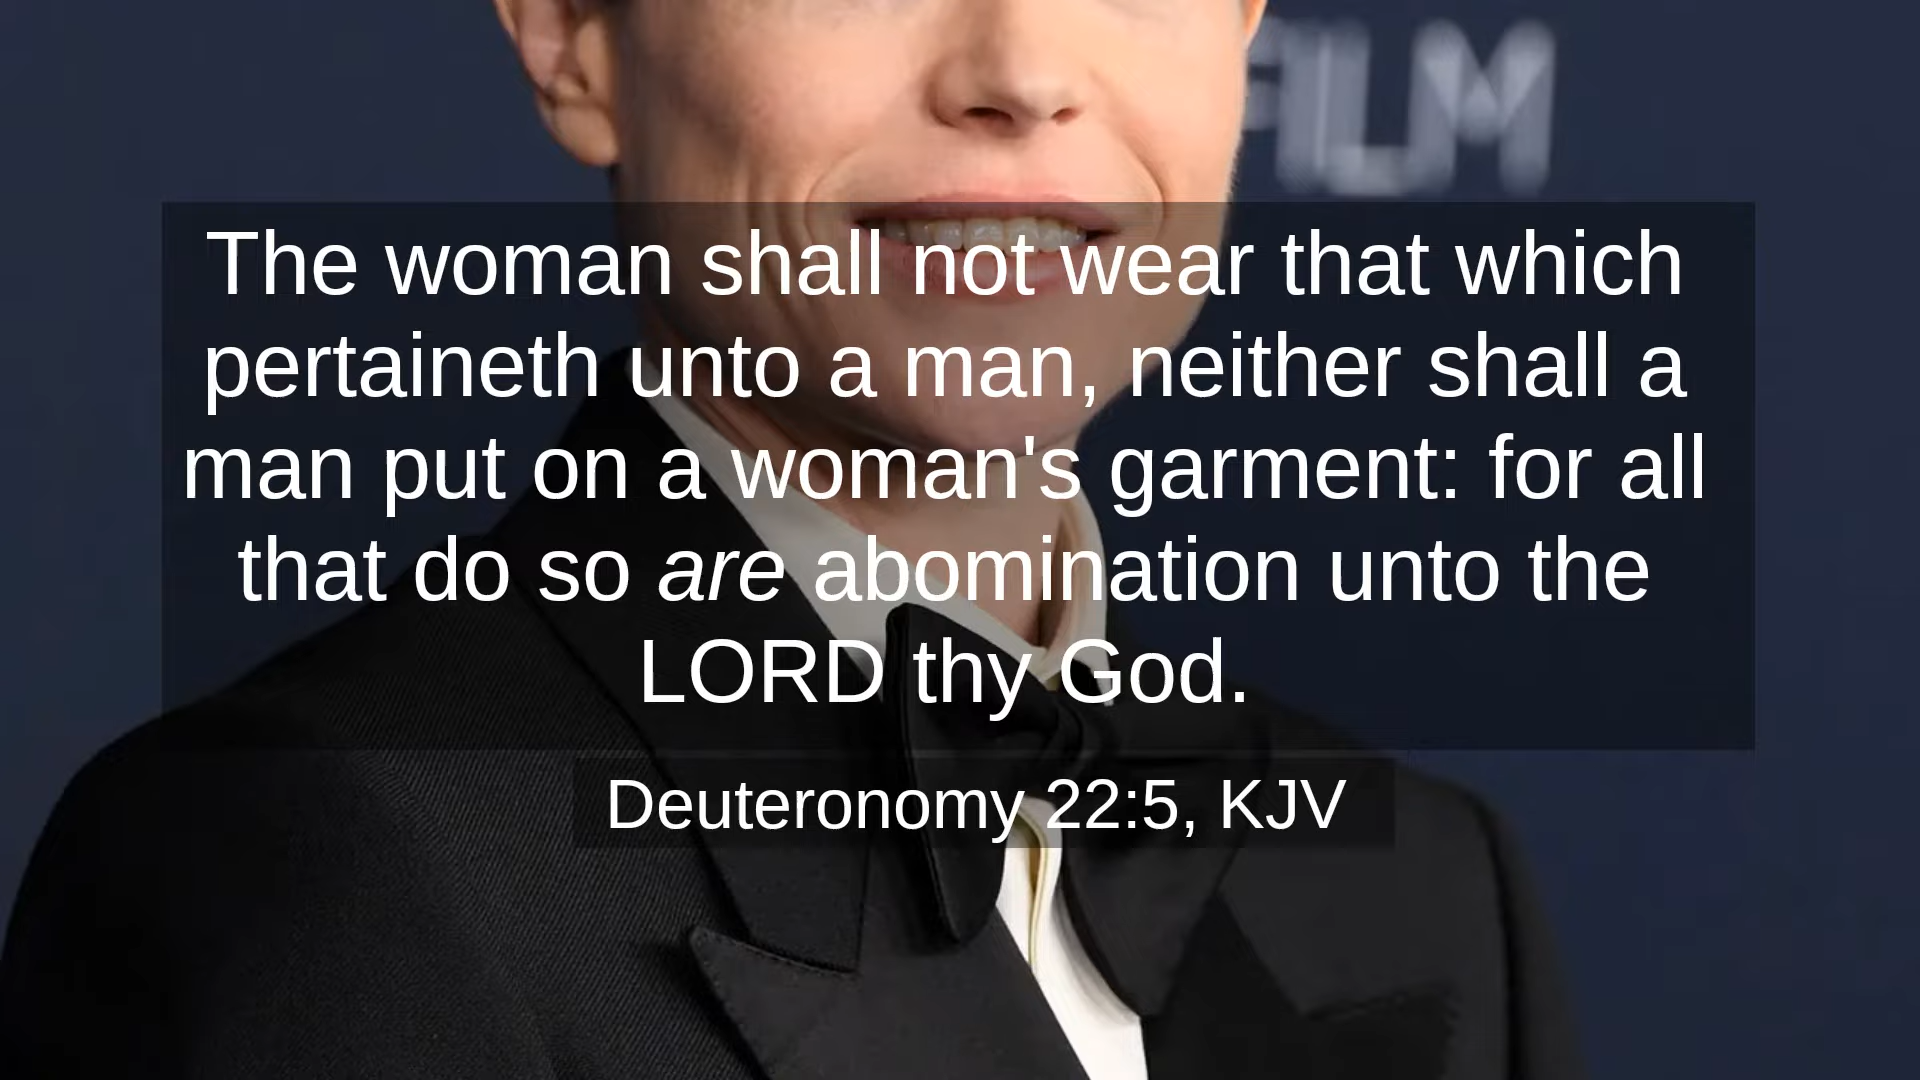 FILM
The woman shall not wear that which
pertaineth unto a man, neither shall a
man put on a woman's garment: for all
that do so are abomination unto the
LORD thy God.
Deuteronomy 22:5, KJV